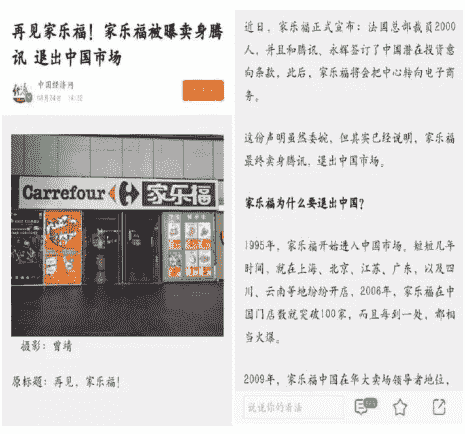 再见家乐福！家乐福被曝卖身腾
讯 退出中国市场
中国经济网
Carrefour 家乐福
摄影：曾靖
原标题：再见，家乐福！
近日，家乐福正式宣布：法国总部裁员2000
人，并且和腾讯、永辉签订了中国潜在投资意
向条款，此后，家乐福将会把中心转向电子商
务。
这份声明虽然委婉，但其实已经说明，家乐福
最终卖身腾讯，退出中国市场。
家乐福为什么要退出中国？
1995年，家乐福开始进入中国市场，短短几年
时间，就在上海、北京、江苏、广东，以及四
川、云南等地纷纷开店，2006年，家乐福在中
国门店数就突破100家，而且每到一处，都相
当火爆。
2009年，家乐福中国在华大卖场领导者地位，
说说你的看法